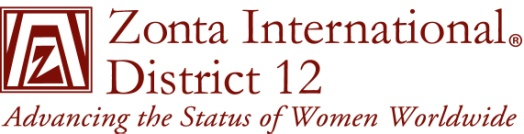 Zonta International®
District 12
Advancing the Status of Women Worldwide